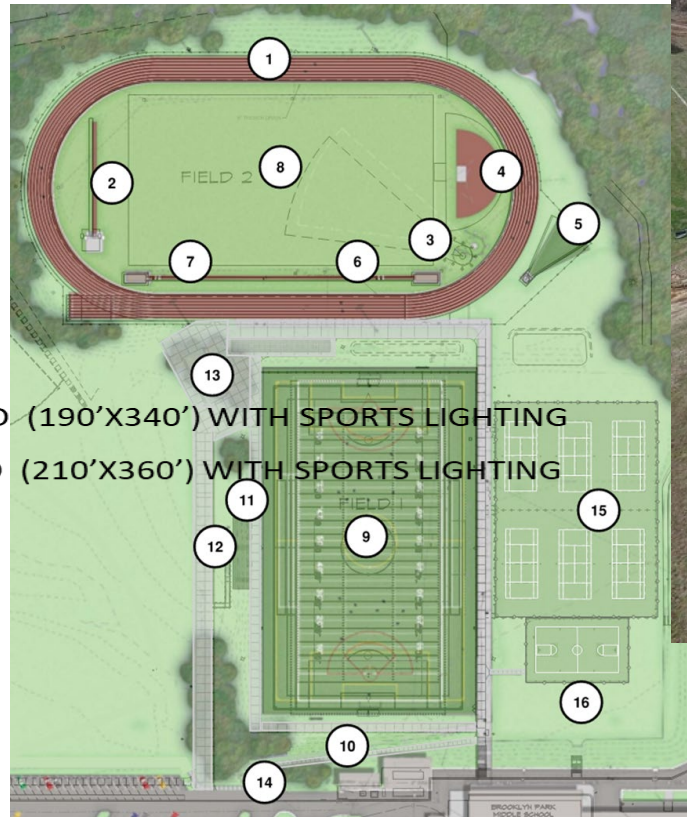 1
2
FIELD 2
8
4
3
5
7
6
13
D (190'X340') WITH SPORTS LIGHTING
D (210'X360') WITH SPORTS LIGHTING
11
FIELD 1
15
12
9
16
10
14
BROOKLYN PARK
MIDDLE SCHOOL